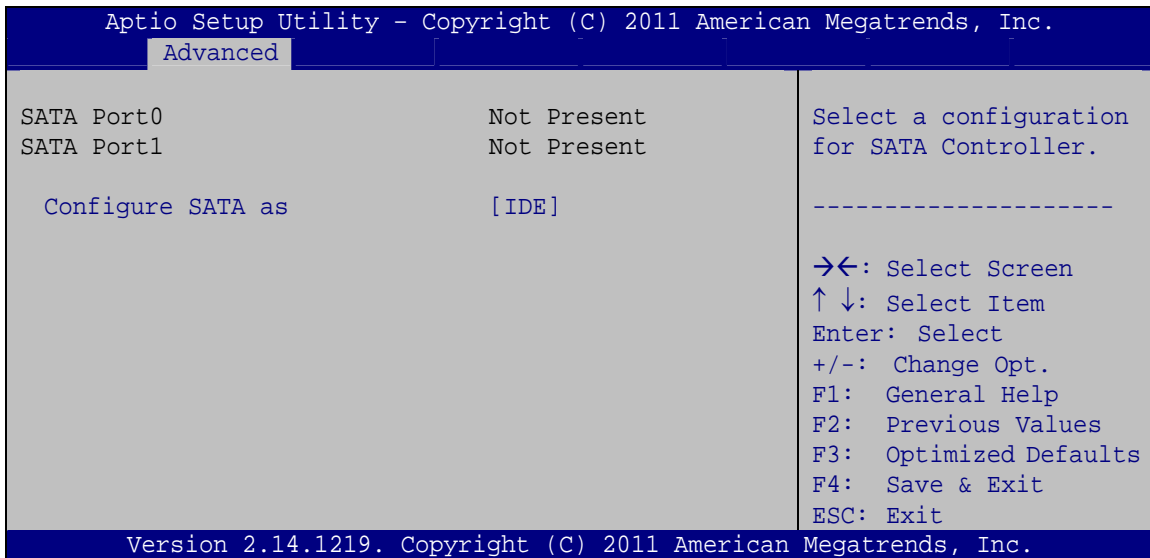 Aptio Setup Utility – Copyright (C) 2011 American Megatrends, Inc.
Advanced
SATA Port0 Not Present
SATA Port1 Not Present
Configure SATA as [IDE]
Select a configuration
for SATA Controller.
---------------------
→←: Select Screen
↑ ↓: Select Item
Enter: Select
+/-: Change Opt.
F1: General Help
F2: Previous Values
F3: Optimized Defaults
F4: Save & Exit
ESC: Exit
Version 2.14.1219. Copyright (C) 2011 American Megatrends, Inc.